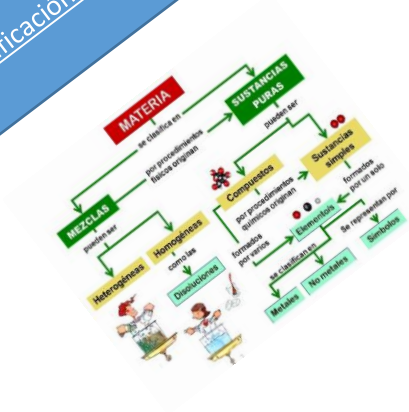 ificación
MATERIA
se clasifica en
SUSTANCIAS
PURAS
por procedimientos
físicos originan
pueden ser
MEZCLAS
pueden ser
Heterogéneas
Homogéneas
como las
Disoluciones
Compuestos
Sustancias
simples
por procedimientos
químicos originan
formados
por varios
formados
por un solo
Elemento/s
se clasifican en
Se representan por
Metales
No metales
Símbolos